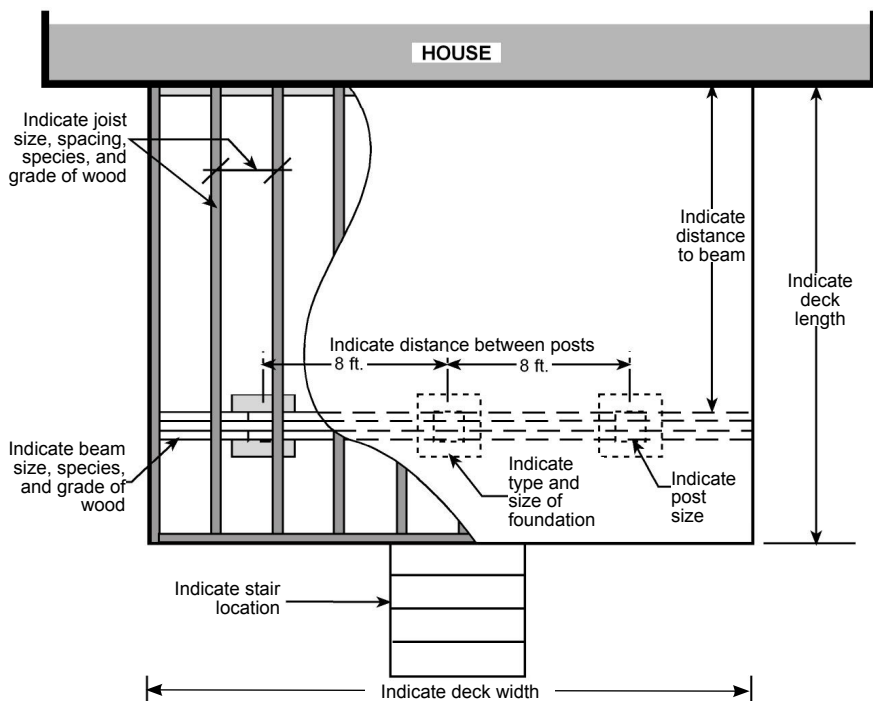 HOUSE
Indicate joist
size, spacing,
species, and
grade of wood
Indicate
distance
to beam
Indicate
deck
length
Indicate distance between posts
8 ft.
8 ft.
Indicate beam
size, species,
and grade of
wood
Indicate
type and
size of
foundation
Indicate
post
size
Indicate stair
location
Indicate deck width